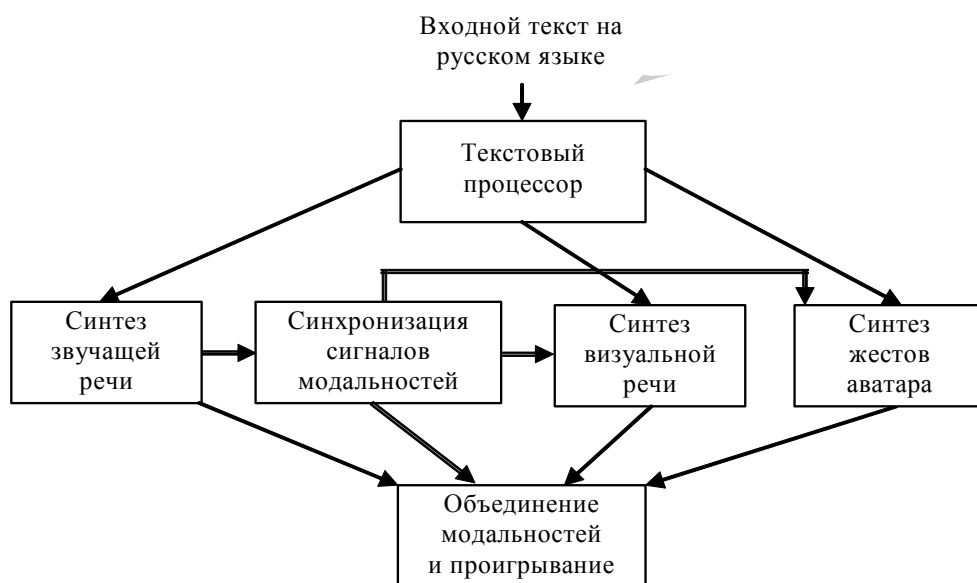 Входной текст на
русском языке
Текстовый
процессор
Синтез
звучащей
речи
Синхронизация
сигналов
модальностей
Синтез
визуальной
речи
Синтез
жестов
аватара
Объединение
модальностей
и проигрывание